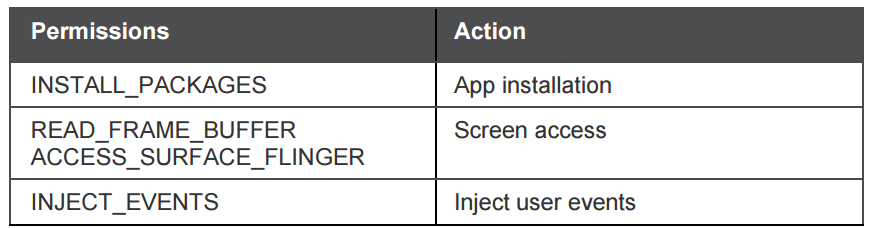 Permissions Action
INSTALL_PACKAGES App installation
READ_FRAME_BUFFER Screen access
ACCESS_SURFACE_FLINGER
INJECT_EVENTS Inject user events